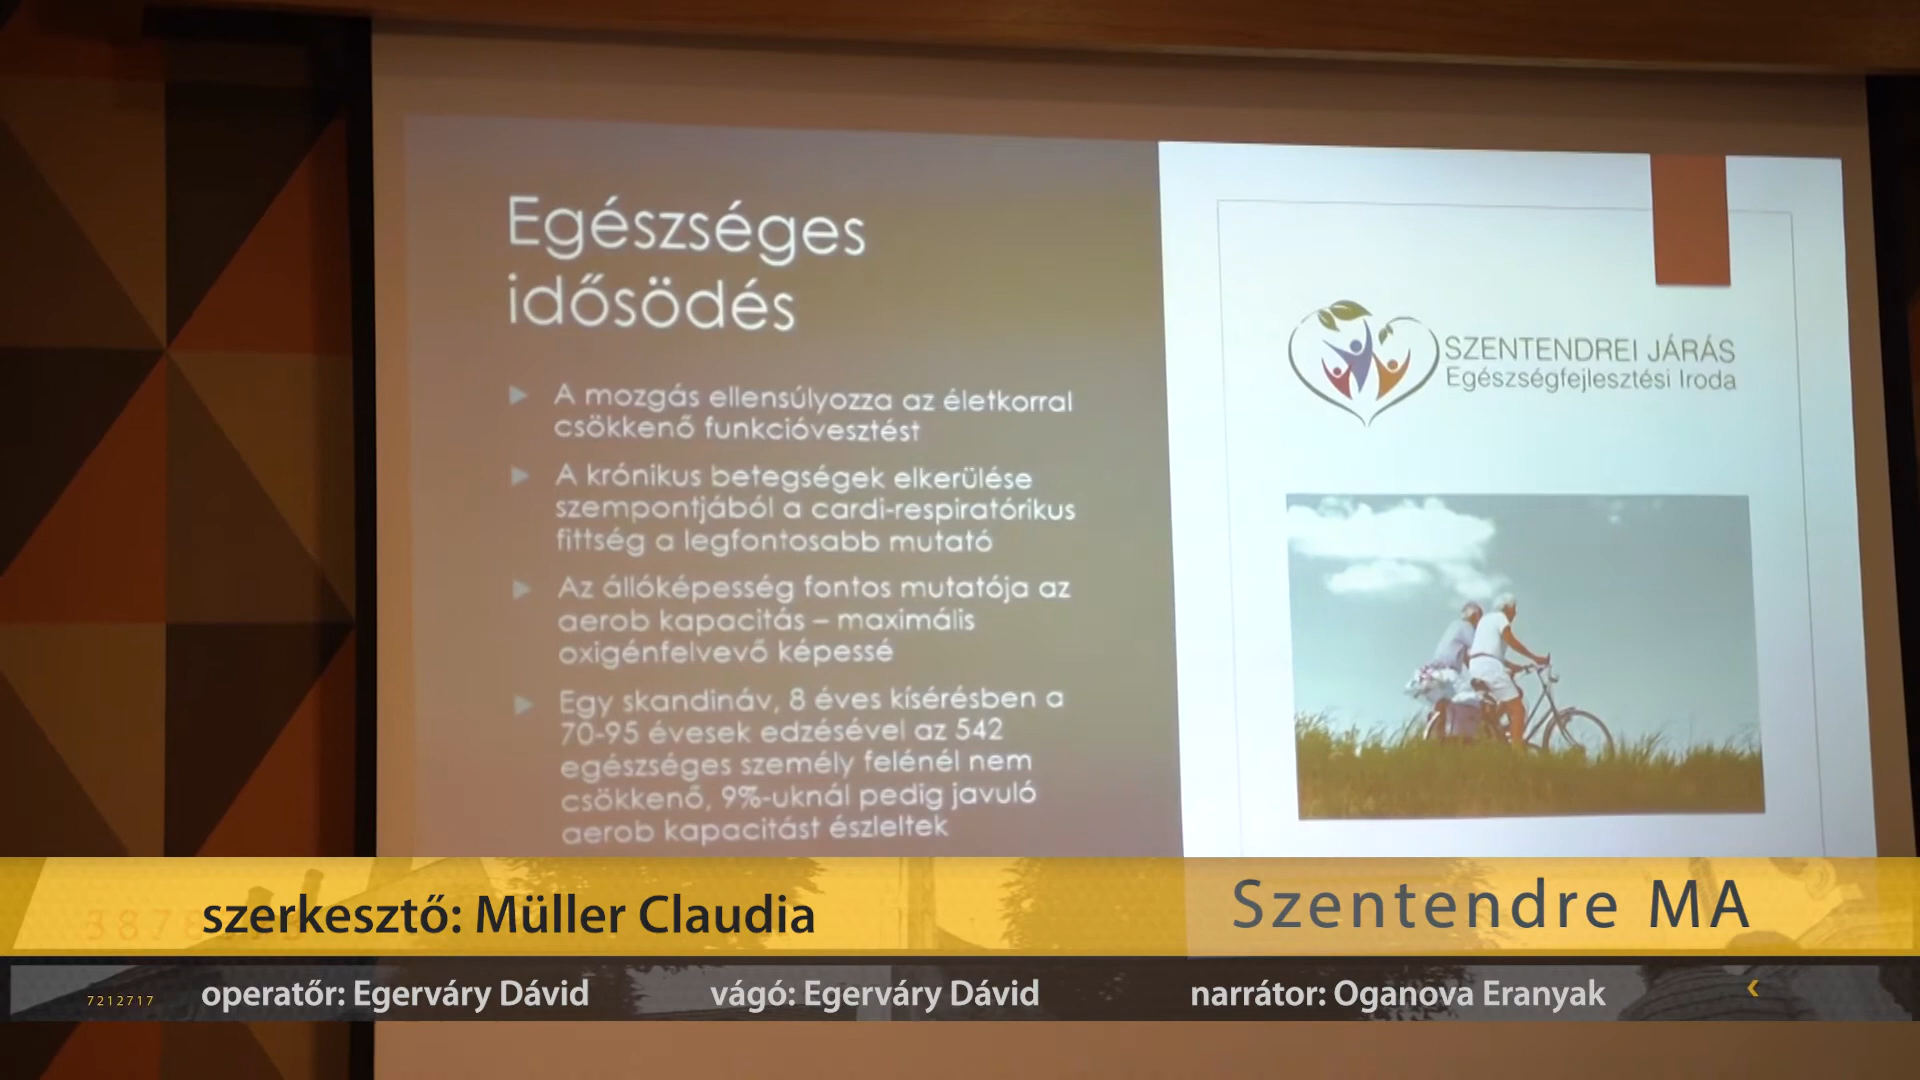 Egészséges
idősödés
A mozgás ellensúlyozza az életkorral
csökkenő funkcióvesztést
A krónikus betegségek elkerülése
szempontjából a cardi-respiratórikus
fittség a legfontosabb mutató
Az állóképesség fontos mutatója az
aerob kapacitás – maximális
oxigénfelvevő képessé
Egy skandináv, 8 éves kísérésben a
70-95 évesek edzésével az 542
egészséges személy felénél nem
csökkenő, 9%-uknál pedig javuló
aerob kapacitást észleltek
SZENTENDREI JÁRÁS
Egészségfejlesztési Iroda
szerkesztő: Müller Claudia
Szentendre MA
7212717
operatőr: Egerváry Dávid
vágó: Egerváry Dávid
narrátor: Oganova Eranyak